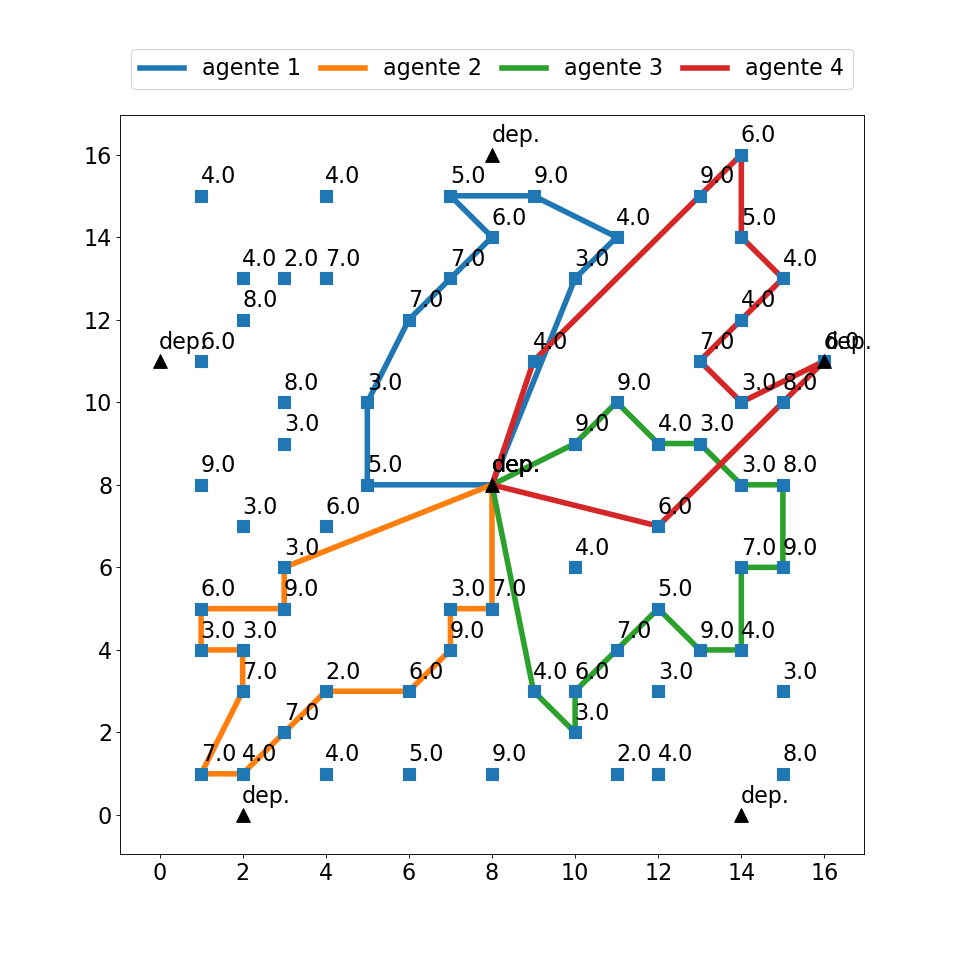 agente 1 agente 2 agente 3 agente 4
dep.
6.0
16
4.0 4.0 5.0 9.0 9.0
6.0 4.0 5.0
14
4.0 2.0 7.0 7.0 3.0 4.0
8.0 7.0 4.0
12
dep. 6.0 4.0 7.0 6.0 dep.
8.0 3.0 9.0 3.0 8.0
10
3.0 9.0 4.0 3.0
9.0 5.0 dep. 3.0 8.0
8
3.0 6.0 6.0
3.0 4.0 7.0 9.0
6
6.0 9.0 3.0 7.0 5.0
3.0 3.0 9.0 7.0 9.0 4.0
4
7.0 2.0 6.0 4.0 6.0 3.0 3.0
7.0 3.0
2
7.0 4.0 4.0 5.0 9.0 2.0 4.0 8.0
dep. dep.
0
0 2 4 6 8 10 12 14 16